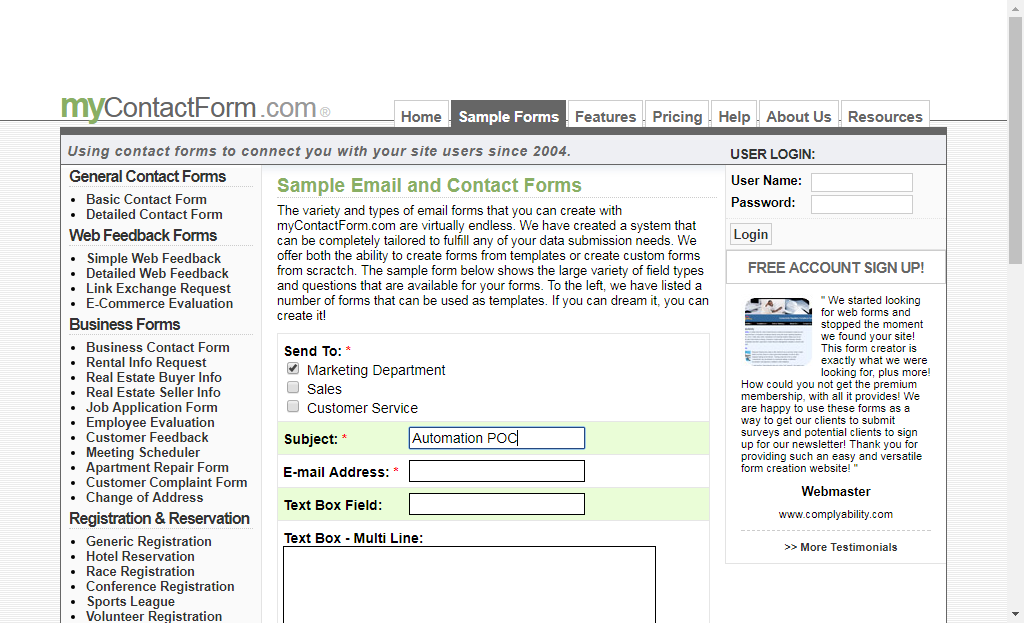 myContactForm.com®
Home
Sample Forms
Features
Pricing
Help
About Us
Resources
Using contact forms to connect you with your site users since 2004.
General Contact Forms
Basic Contact Form
Detailed Contact Form
Web Feedback Forms
Simple Web Feedback
Detailed Web Feedback
Link Exchange Request
E-Commerce Evaluation
Business Forms
Business Contact Form
Rental Info Request
Real Estate Buyer Info
Real Estate Seller Info
Job Application Form
Employee Evaluation
Customer Feedback
Meeting Scheduler
Apartment Repair Form
Customer Complaint Form
Change of Address
Registration & Reservation
Generic Registration
Hotel Reservation
Race Registration
Conference Registration
Sports League
Volunteer Registration
Sample Email and Contact Forms
The variety and types of email forms that you can create with
myContactForm.com are virtually endless. We have created a system that
can be completely tailored to fulfill any of your data submission needs. We
offer both the ability to create forms from templates or create custom forms
from scractch. The sample form below shows the large variety of field types
and questions that are available for your forms. To the left, we have listed a
number of forms that can be used as templates. If you can dream it, you can
create it!
Send To: *
Marketing Department
Sales
Customer Service
Subject: * Automation POC
E-mail Address: *
Text Box Field:
Text Box - Multi Line:
USER LOGIN:
User Name:
Password:
Login
FREE ACCOUNT SIGN UP!
" We started looking
for web forms and
stopped the moment
we found your site!
This form creator is
exactly what we were
looking for, plus more!
How could you not get the premium
membership, with all it provides! We
are happy to use these forms as a
way to get our clients to submit
surveys and potential clients to sign
up for our newsletter! Thank you for
providing such an easy and versatile
form creation website! "
Webmaster
www.complyability.com
>> More Testimonials